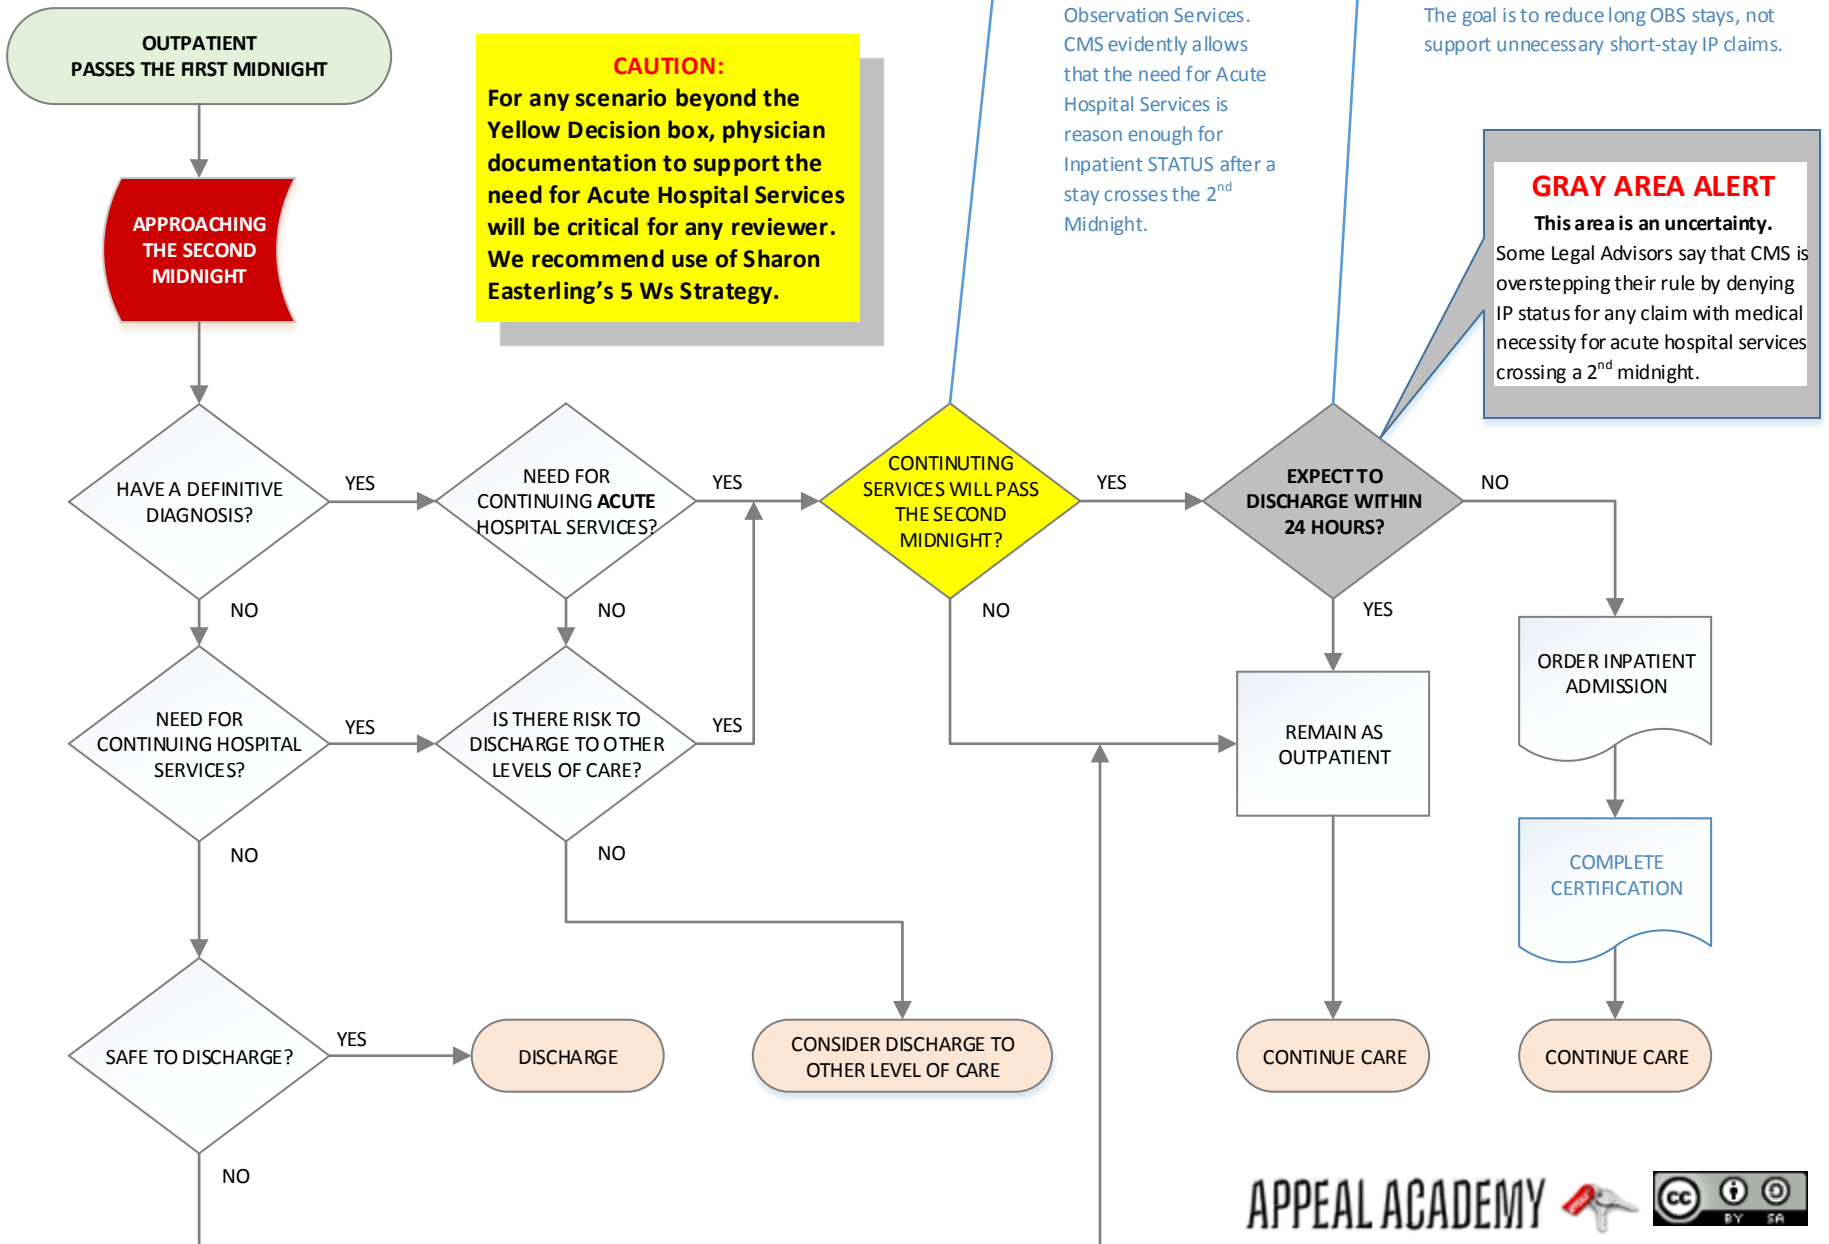 OUTPATIENT
PASSES THE FIRST MIDNIGHT
CAUTION:
For any scenario beyond the
Yellow Decision box, physician
documentation to support the
need for Acute Hospital Services
will be critical for any reviewer.
We recommend use of Sharon
Easterling’s 5 Ws Strategy.
Observation Services.
CMS evidently allows
that the need for Acute
Hospital Services is
reason enough for
Inpatient STATUS after a
stay crosses the 2nd
Midnight.
The goal is to reduce long OBS stays, not
support unnecessary short-stay IP claims.
GRAY AREA ALERT
This area is an uncertainty.
Some Legal Advisors say that CMS is
overstepping their rule by denying
IP status for any claim with medical
necessity for acute hospital services
crossing a 2nd midnight.
APPROACHING
THE SECOND
MIDNIGHT
HAVE A DEFINITIVE
DIAGNOSIS?
YES
NO
NEED FOR
CONTINUING ACUTE
HOSPITAL SERVICES?
YES
NO
CONTINUTING
SERVICES WILL PASS
THE SECOND
MIDNIGHT?
YES
NO
EXPECT TO
DISCHARGE WITHIN
24 HOURS?
NO
YES
NEED FOR
CONTINUING HOSPITAL
SERVICES?
YES
NO
IS THERE RISK TO
DISCHARGE TO OTHER
LEVELS OF CARE?
YES
NO
REMAIN AS
OUTPATIENT
ORDER INPATIENT
ADMISSION
COMPLETE
CERTIFICATION
SAFE TO DISCHARGE?
YES
NO
DISCHARGE
CONSIDER DISCHARGE TO
OTHER LEVEL OF CARE
CONTINUE CARE
CONTINUE CARE
APPEAL ACADEMY
cc
BY SA